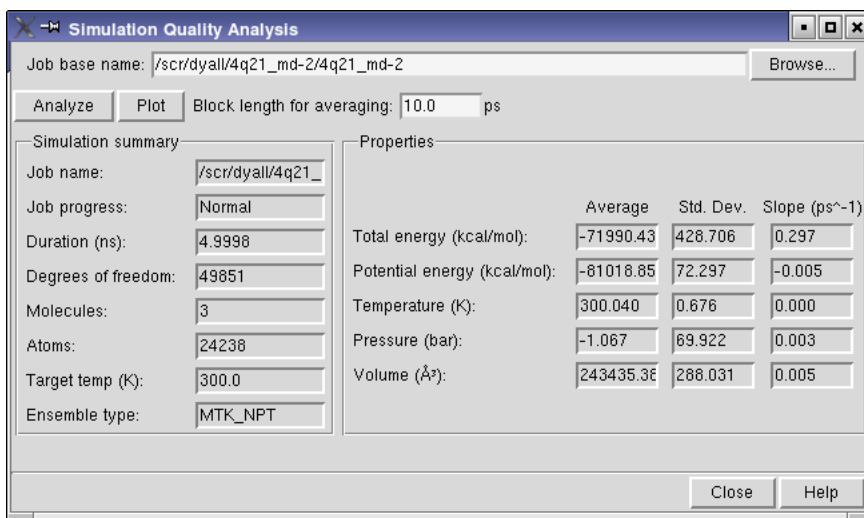 Simulation Quality Analysis
Job base name: /scr/dyall/4q21_md-2/4q21_md-2 Browse...
Analyze Plot Block length for averaging: 10.0 ps
Simulation summary
Job name: /scr/dyall/4q21_
Job progress: Normal
Duration (ns): 4.9998
Degrees of freedom: 49851
Molecules: 3
Atoms: 24238
Target temp (K): 300.0
Ensemble type: MTK_NPT
Properties
Average Std. Dev. Slope (ps^-1)
Total energy (kcal/mol): -71990.43 428.706 0.297
Potential energy (kcal/mol): -81018.85 72.297 -0.005
Temperature (K): 300.040 0.676 0.000
Pressure (bar): -1.067 69.922 0.003
Volume (Å³): 243435.38 288.031 0.005
Close Help